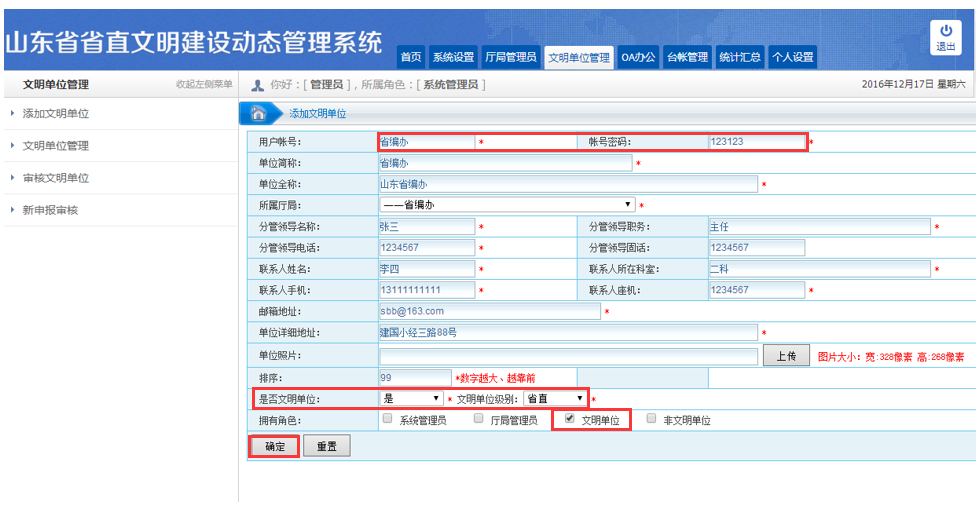 山东省省直文明建设动态管理系统
首页 系统设置 厅局管理员 文明单位管理 OA办公 台帐管理 统计汇总 个人设置
退出
文明单位管理 收起左侧菜单
你好：[ 管理员 ]，所属角色：[ 系统管理员 ] 2016年12月17日 星期六
添加文明单位
文明单位管理
审核文明单位
新申报审核
添加文明单位
用户帐号: 省编办 * 帐号密码: 123123 *
单位简称: 省编办 *
单位全称: 山东省编办 *
所属厅局: ——省编办 *
分管领导名称: 张三 * 分管领导职务: 主任 *
分管领导电话: 1234567 * 分管领导固话: 1234567
联系人姓名: 李四 * 联系人所在科室: 二科 *
联系人手机: 13111111111 * 联系人座机: 1234567 *
邮箱地址: sbb@163.com *
单位详细地址: 建国小经三路88号 *
单位照片: 上传 图片大小：宽:328像素 高:268像素
排序: 99 *数字越大、越靠前
是否文明单位: 是 * 文明单位级别: 省直 *
拥有角色: 系统管理员 厅局管理员 文明单位 非文明单位
确定 重置